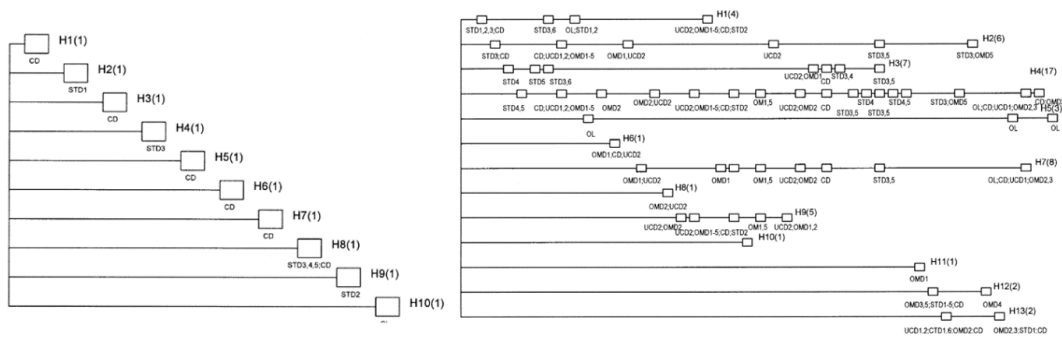 H1(1)
CD
H2(1)
STD1
H3(1)
CD
H4(1)
STD3
H5(1)
CD
H6(1)
CD
H7(1)
CD
H8(1)
STD3,4,5;CD
H9(1)
STD2
H10(1)
H1(4)
STD1,2,3;CD STD3,6 OL;STD1,2 UCD2;OMD1-5;CD;STD2
H2(6)
STD3;CD CD;UCD1,2;OMD1-5 OMD1;UCD2 UCD2 STD3,5 STD3;OMD5
H3(7)
STD4 STD5 STD3,6 UCD2;OMD1 CD STD3,4 STD3,5
H4(17)
STD4,5 CD;UCD1,2;OMD1-5 OMD2 OMD2;UCD2 UCD2;OMD1-5;CD;STD2 OM1,5 UCD2;OMD2 CD STD3,5 STD4 STD3,5 STD4,5 STD3;OMD5 OL;CD;UCD1;OMD2,3
H5(3)
OL OL OL
H6(1)
OMD1;CD;UCD2
H7(8)
OMD1;UCD2 OMD1 OM1,5 UCD2;OMD2 CD STD3,5 OL;CD;UCD1;OMD2,3
H8(1)
OMD2;UCD2
H9(5)
UCD2;OMD2 UCD2;OMD1-5;CD;STD2 OM1,5 UCD2;OMD1,2
H10(1)
H11(1)
OMD1
H12(2)
OMD3,5;STD1-5;CD OMD4
H13(2)
UCD1,2;CTD1,6;OMD2;CD OMD2,3;STD1;CD